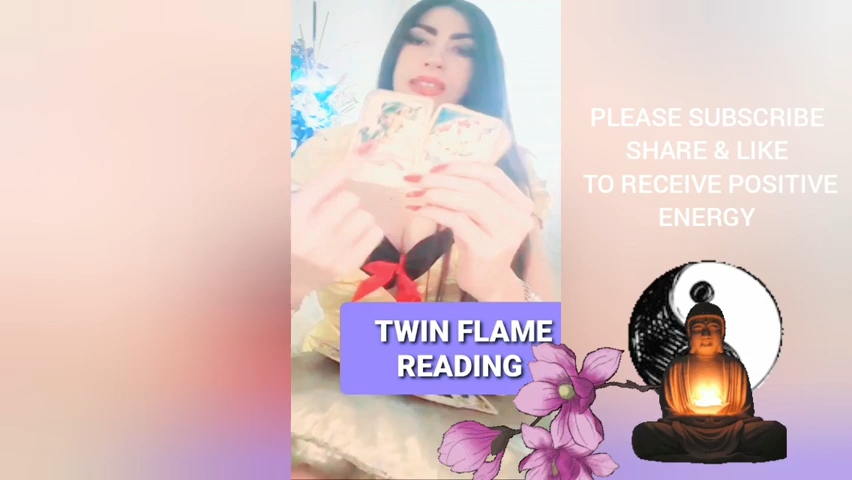 PLEASE SUBSCRIBE
SHARE & LIKE
TO RECEIVE POSITIVE
ENERGY
TWIN FLAME
READING